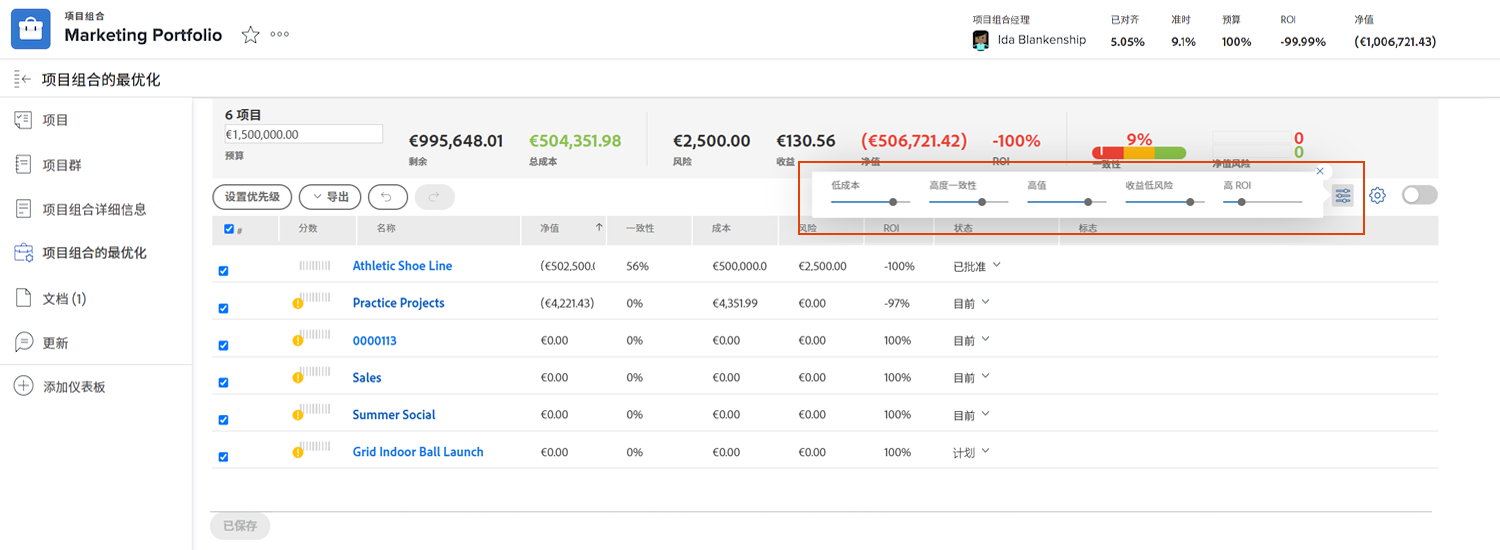 项目组合
Marketing Portfolio
项目组合经理 已对齐 准时 预算 ROI 净值
Ida Blankenship 5.05% 9.1% 100% -99.99% (€1,006,721.43)
项目组合的最优化
项目
项目群
项目组合详细信息
项目组合的最优化
文档 (1)
更新
添加仪表板
6 项目
€1,500,000.00
预算
€995,648.01 €504,351.98 €2,500.00 €130.56 (€506,721.42) -100% 9% 0
0
剩余 总成本 风险 收益 净值 ROI 一致性 净值风险
设置优先级 导出
低成本 高度一致性 高值 收益低风险 高 ROI
# 分数 名称 净值 一致性 成本 风险 ROI 状态 标志
Athletic Shoe Line (€502,500.( 56% €500,000.0 €2,500.00 -100% 已批准
Practice Projects (€4,221.43) 0% €4,351.99 €0.00 -97% 目前
0000113 €0.00 0% €0.00 €0.00 100% 目前
Sales €0.00 0% €0.00 €0.00 100% 目前
Summer Social €0.00 0% €0.00 €0.00 100% 目前
Grid Indoor Ball Launch €0.00 0% €0.00 €0.00 100% 计划
已保存